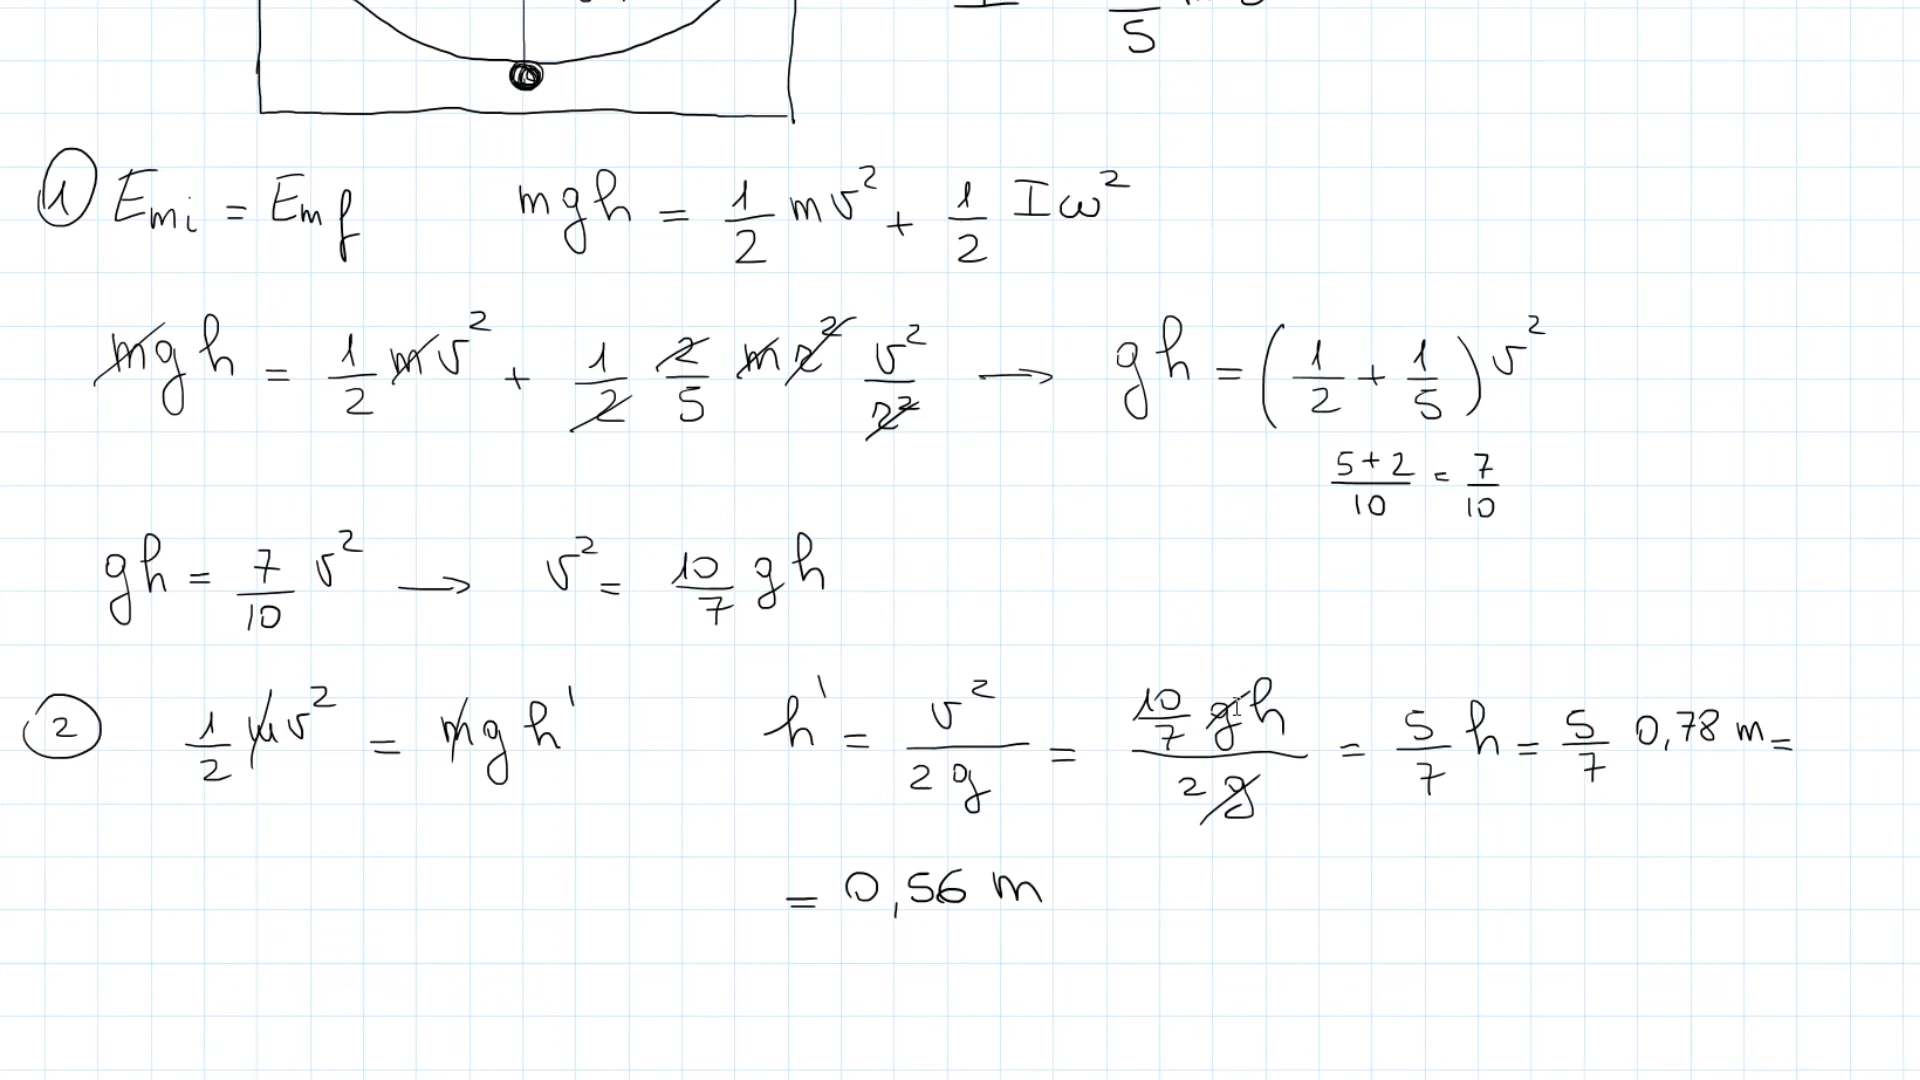 5
1 Emi = Emf mgh = 1/2 mv² + 1/2 Iω²
mgh = 1/2 mv² + 1/2 2/5 mr² v²/r² → gh = (1/2 + 1/5) v²
5+2/10 = 7/10
gh = 7/10 v² → v² = 10/7 gh
2 1/2 mv² = mgh' h' = v²/2g = 10/7 gh/2g = 5/7 h = 5/7 0,78 m =
= 0,56 m